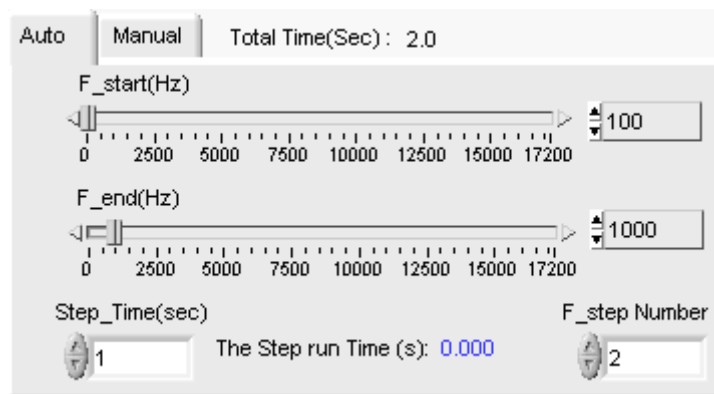 Auto Manual Total Time(Sec) : 2.0
F_start(Hz)
100
0 2500 5000 7500 10000 12500 15000 17200
F_end(Hz)
1000
0 2500 5000 7500 10000 12500 15000 17200
Step_Time(sec) F_step Number
1 The Step run Time (s): 0.000 2